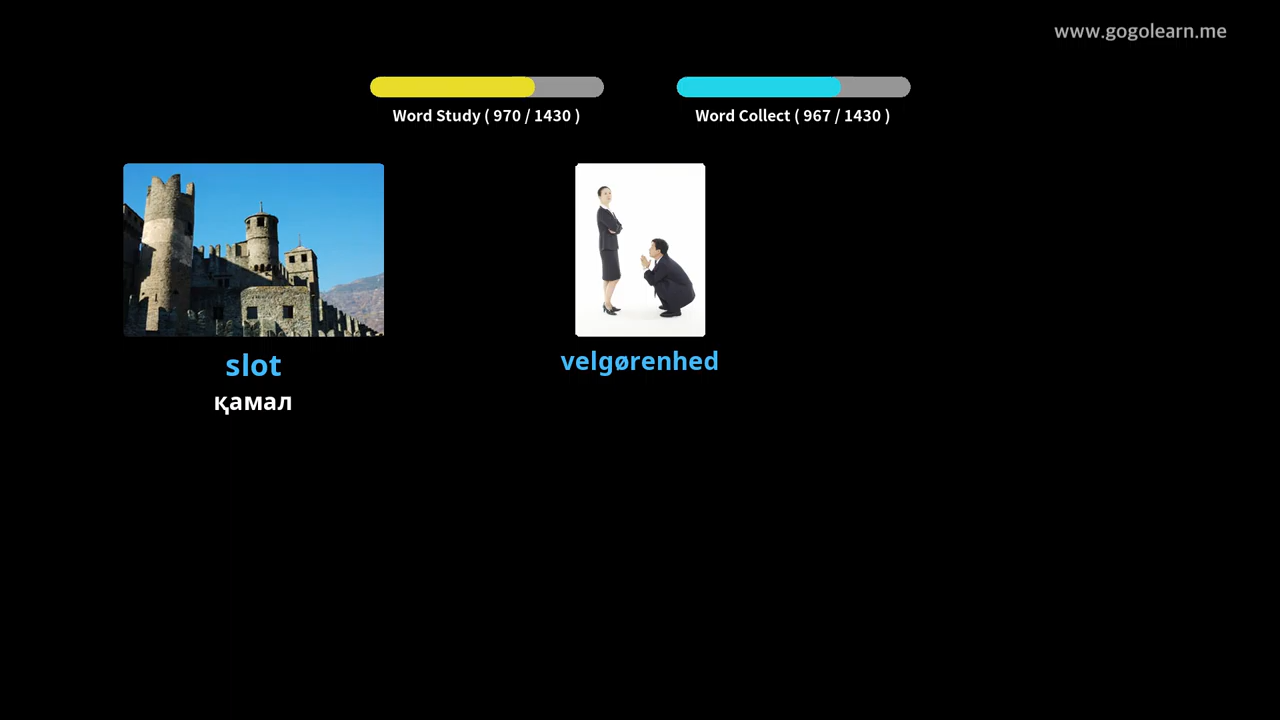 www.gogolearn.me
Word Study ( 970 / 1430 )
Word Collect ( 967 / 1430 )
slot
қамал
velgørenhed